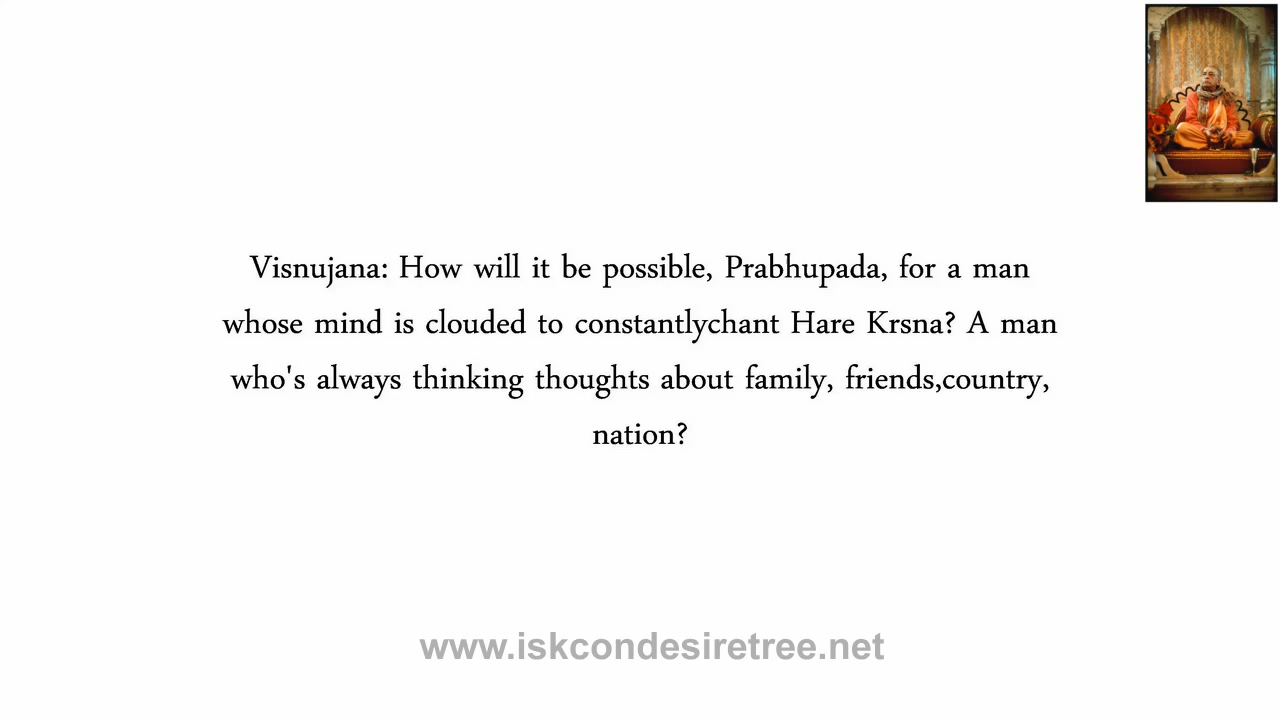 Visnujana: How will it be possible, Prabhupada, for a man
whose mind is clouded to constantlychant Hare Krsna? A man
who's always thinking thoughts about family, friends,country,
nation?
www.iskcondesiretree.net